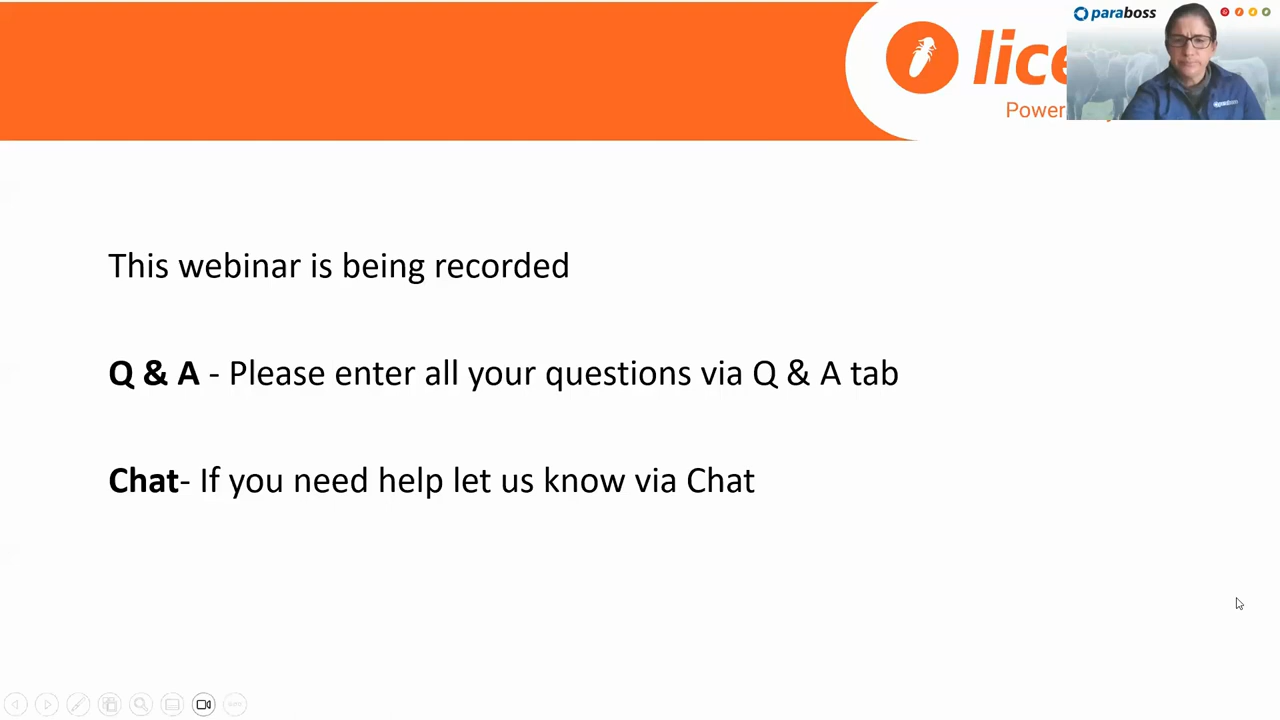 lice
Power
paraboss
This webinar is being recorded
Q & A - Please enter all your questions via Q & A tab
Chat- If you need help let us know via Chat